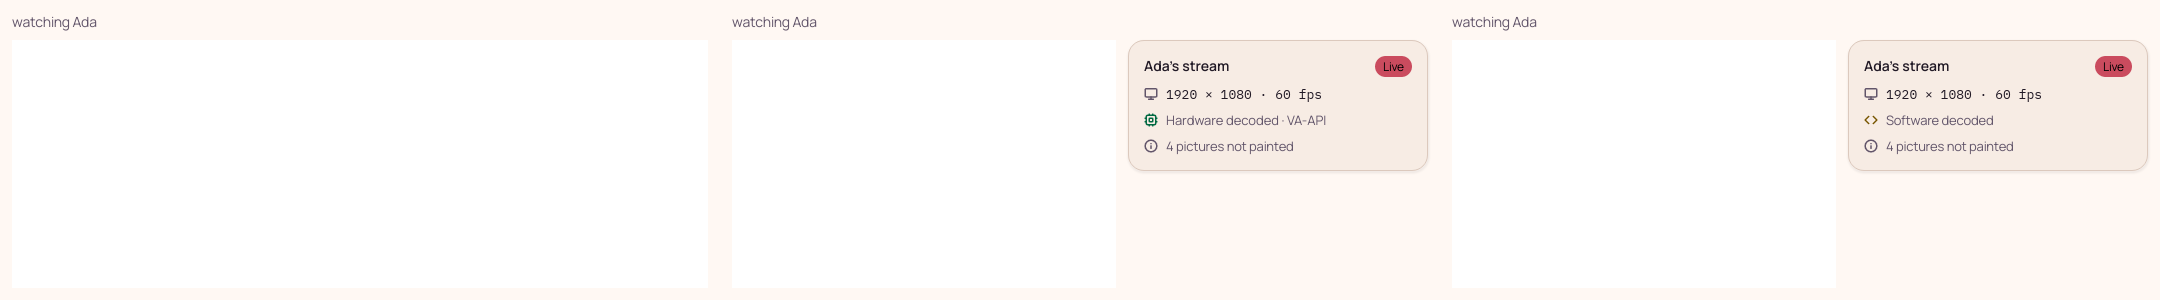 watching Ada
watching Ada
Ada's stream
Live
1920 × 1080 · 60 fps
Hardware decoded · VA-API
4 pictures not painted
watching Ada
Ada's stream
Live
1920 × 1080 · 60 fps
Software decoded
4 pictures not painted